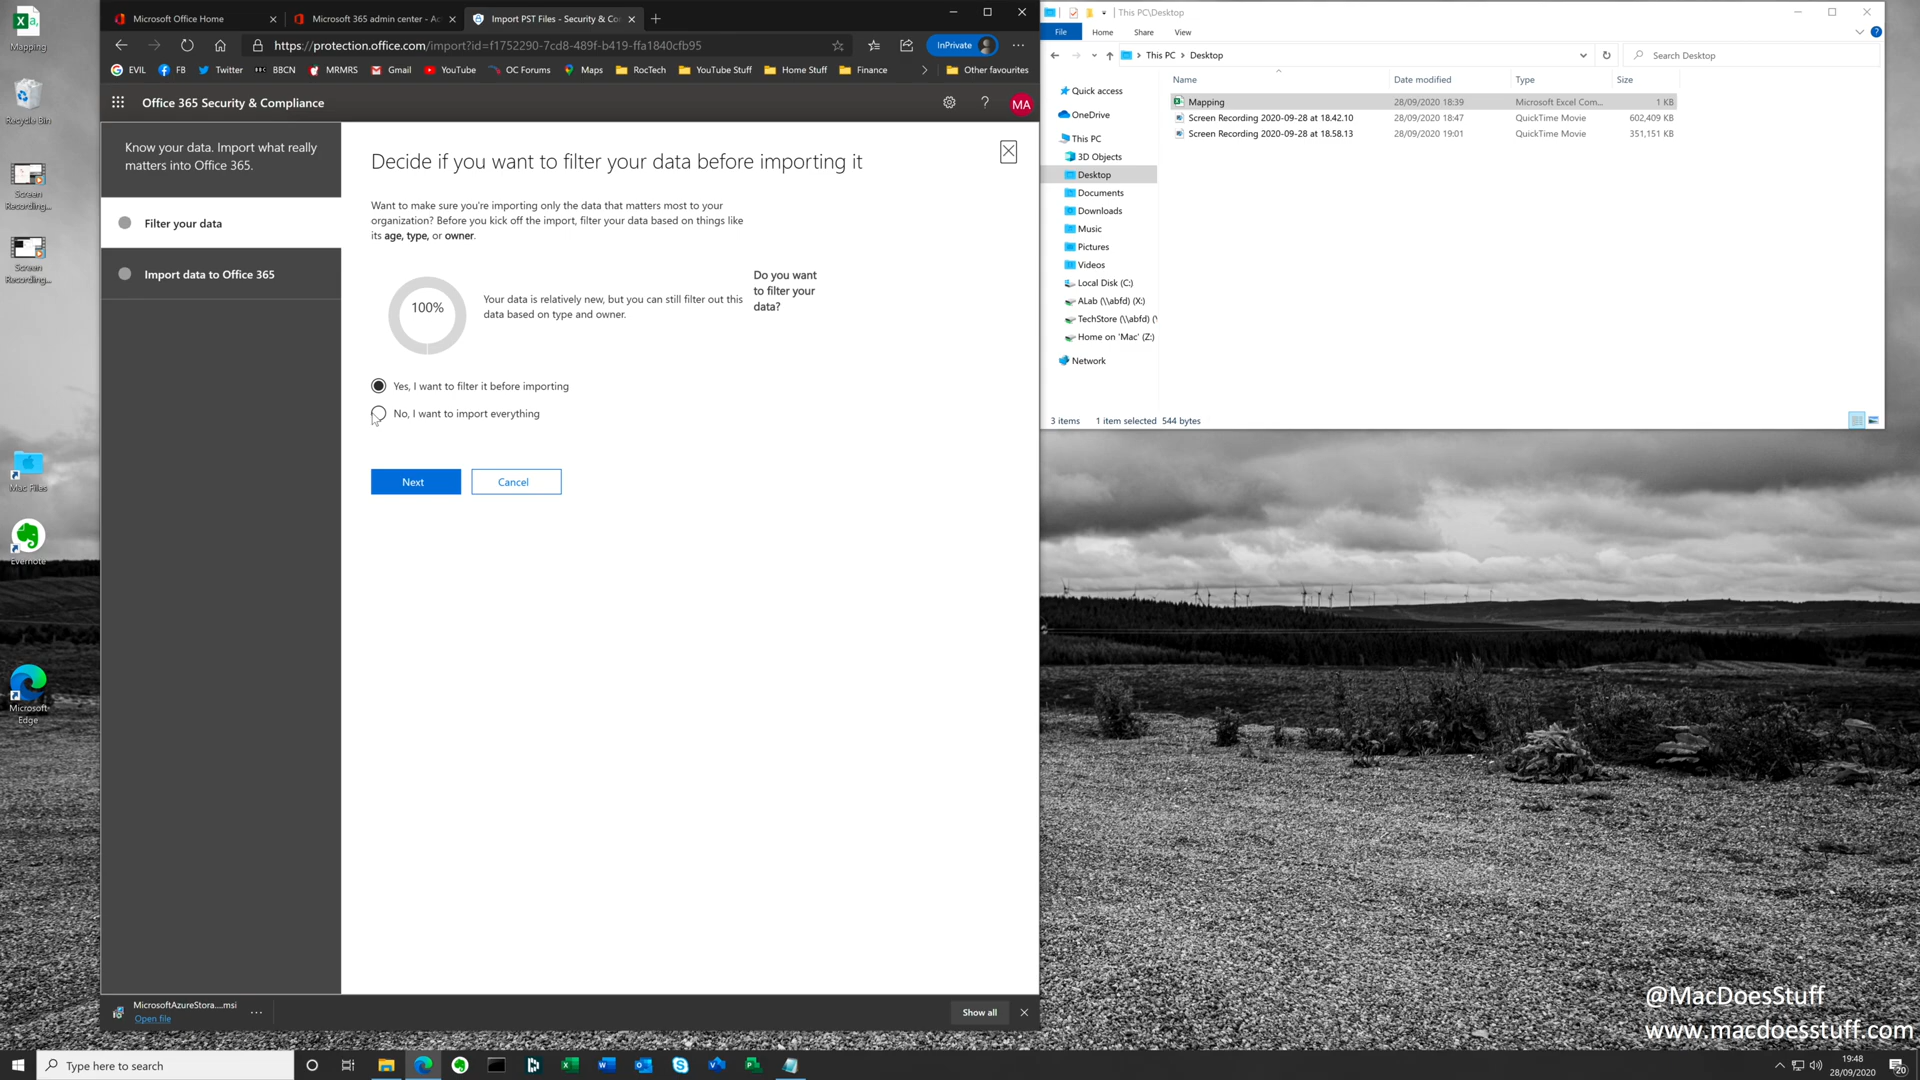 Mapping
Recycle Bin
Screen
Recording...
Screen
Recording...
Mac Files
Evernote
Microsoft
Edge
Microsoft Office Home
Microsoft 365 admin center - Ac
Import PST Files - Security & Co
https://protection.office.com/import?id=f1752290-7cd8-489f-b419-ffa1840cfb95
InPrivate
EVIL
FB
Twitter
BBCN
MRMRS
Gmail
YouTube
OC Forums
Maps
RocTech
YouTube Stuff
Home Stuff
Finance
Other favourites
Office 365 Security & Compliance
?
MA
Know your data. Import what really
matters into Office 365.
Filter your data
Import data to Office 365
Decide if you want to filter your data before importing it
Want to make sure you're importing only the data that matters most to your
organization? Before you kick off the import, filter your data based on things like
its age, type, or owner.
100%
Your data is relatively new, but you can still filter out this
data based on type and owner.
Do you want
to filter your
data?
Yes, I want to filter it before importing
No, I want to import everything
Next
Cancel
MicrosoftAzureStora....msi
Open file
Show all
This PC\Desktop
File
Home
Share
View
This PC
Desktop
Search Desktop
Name
Date modified
Type
Size
Mapping
28/09/2020 18:39
Microsoft Excel Com...
1 KB
Screen Recording 2020-09-28 at 18.42.10
28/09/2020 18:47
QuickTime Movie
602,409 KB
Screen Recording 2020-09-28 at 18.58.13
28/09/2020 19:01
QuickTime Movie
351,151 KB
Quick access
OneDrive
This PC
3D Objects
Desktop
Documents
Downloads
Music
Pictures
Videos
Local Disk (C:)
ALab (\\abfd) (X:)
TechStore (\\abfd) (
Home on 'Mac' (Z:)
Network
3 items
1 item selected 544 bytes
@MacDoesStuff
www.macdoesstuff.com
Type here to search
19:48
28/09/2020
20